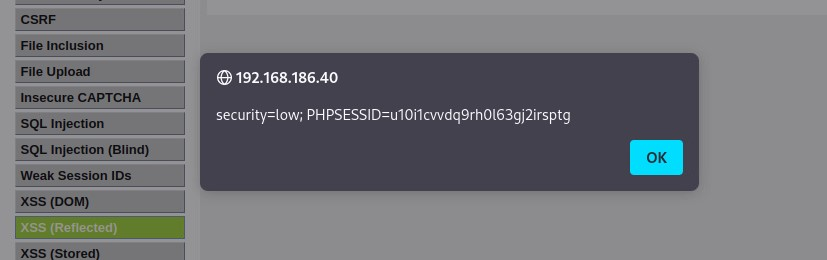 CSRF
File Inclusion
File Upload
Insecure CAPTCHA
SQL Injection
SQL Injection (Blind)
Weak Session IDs
XSS (DOM)
XSS (Reflected)
XSS (Stored)
192.168.186.40
security=low; PHPSESSID=u10i1cvvdq9rh0l63gj2irsptg
OK